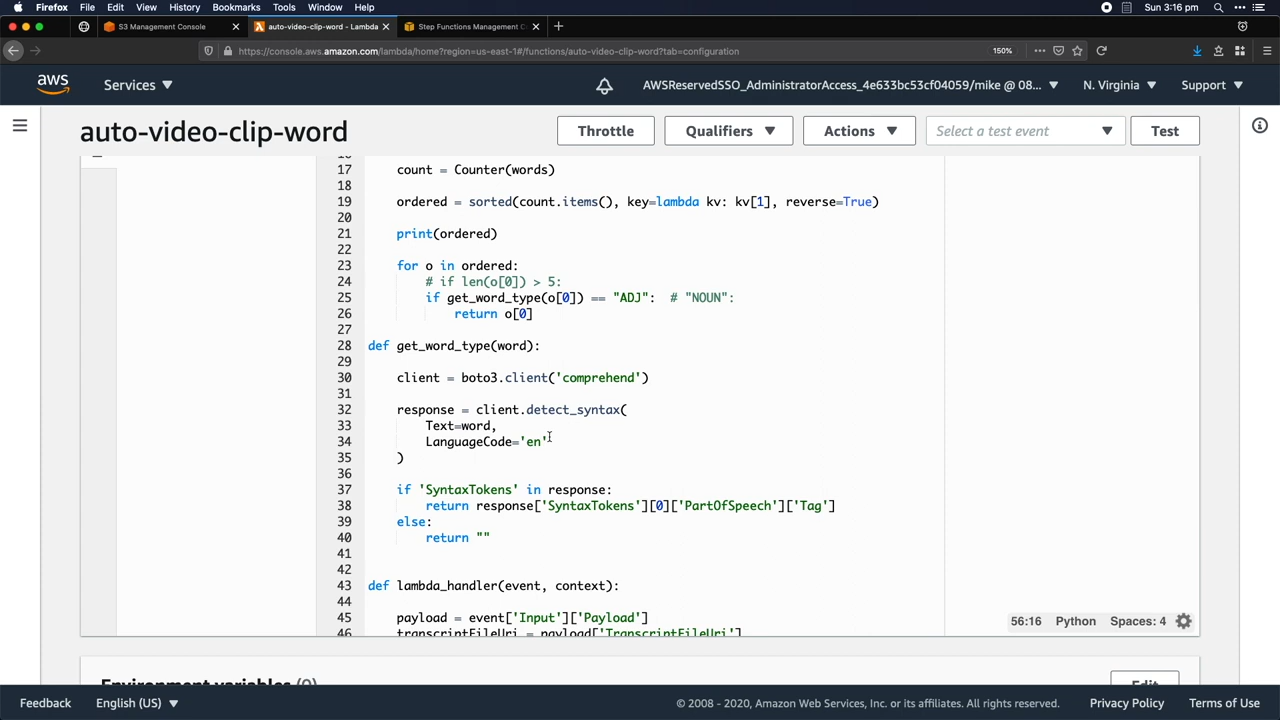 Firefox File Edit View History Bookmarks Tools Window Help Sun 3:16 pm
S3 Management Console auto-video-clip-word - Lambda Step Functions Management C
https://console.aws.amazon.com/lambda/home?region=us-east-1#/functions/auto-video-clip-word?tab=configuration 150%
aws Services AWSReservedSSO_AdministratorAccess_4e633bc53cf04059/mike @ 08... N. Virginia Support
auto-video-clip-word Throttle Qualifiers Actions Select a test event Test
16
17 count = Counter(words)
18
19 ordered = sorted(count.items(), key=lambda kv: kv[1], reverse=True)
20
21 print(ordered)
22
23 for o in ordered:
24 # if len(o[0]) > 5:
25 if get_word_type(o[0]) == "ADJ": # "NOUN":
26 return o[0]
27
28 def get_word_type(word):
29
30 client = boto3.client('comprehend')
31
32 response = client.detect_syntax(
33 Text=word,
34 LanguageCode='en'
35 )
36
37 if 'SyntaxTokens' in response:
38 return response['SyntaxTokens'][0]['PartOfSpeech']['Tag']
39 else:
40 return ""
41
42
43 def lambda_handler(event, context):
44
45 payload = event['Input']['Payload']
46 transcriptFileUri = payload['TranscriptFileUri']
56:16 Python Spaces: 4
Environment variables (0) Edit
Feedback English (US) © 2008 - 2020, Amazon Web Services, Inc. or its affiliates. All rights reserved. Privacy Policy Terms of Use